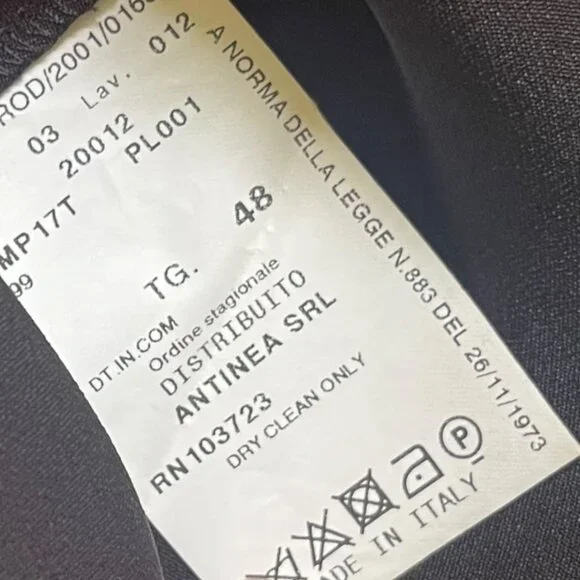 ROD/2001/016
03 Lav. 012
20012
MP17T PL001
99
TG. 48
DT.IN.COM
Ordine stagionale
DISTRIBUITO
ANTINEA SRL
RN103723
DRY CLEAN ONLY
P
MADE IN ITALY
A NORMA DELLA LEGGE N.883 DEL 26/11/1973